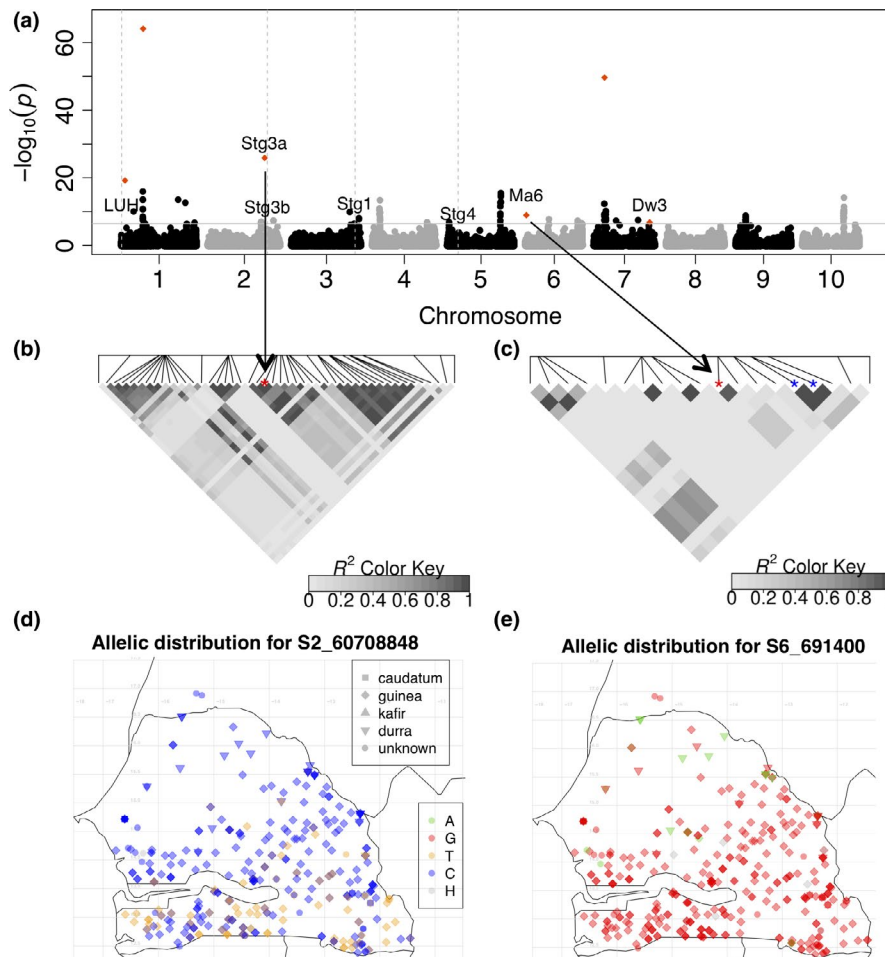 (a)
60
40
20
0
−log10(p)
LUH
Stg3a
Stg3b
Stg1
Stg4
Ma6
Dw3
1 2 3 4 5 6 7 8 9 10
Chromosome
(b)
(c)
R² Color Key
0 0.2 0.4 0.6 0.8 1
R² Color Key
0 0.2 0.4 0.6 0.8
(d)
(e)
Allelic distribution for S2_60708848
Allelic distribution for S6_691400
caudatum
guinea
kafir
durra
unknown
A
G
T
C
H